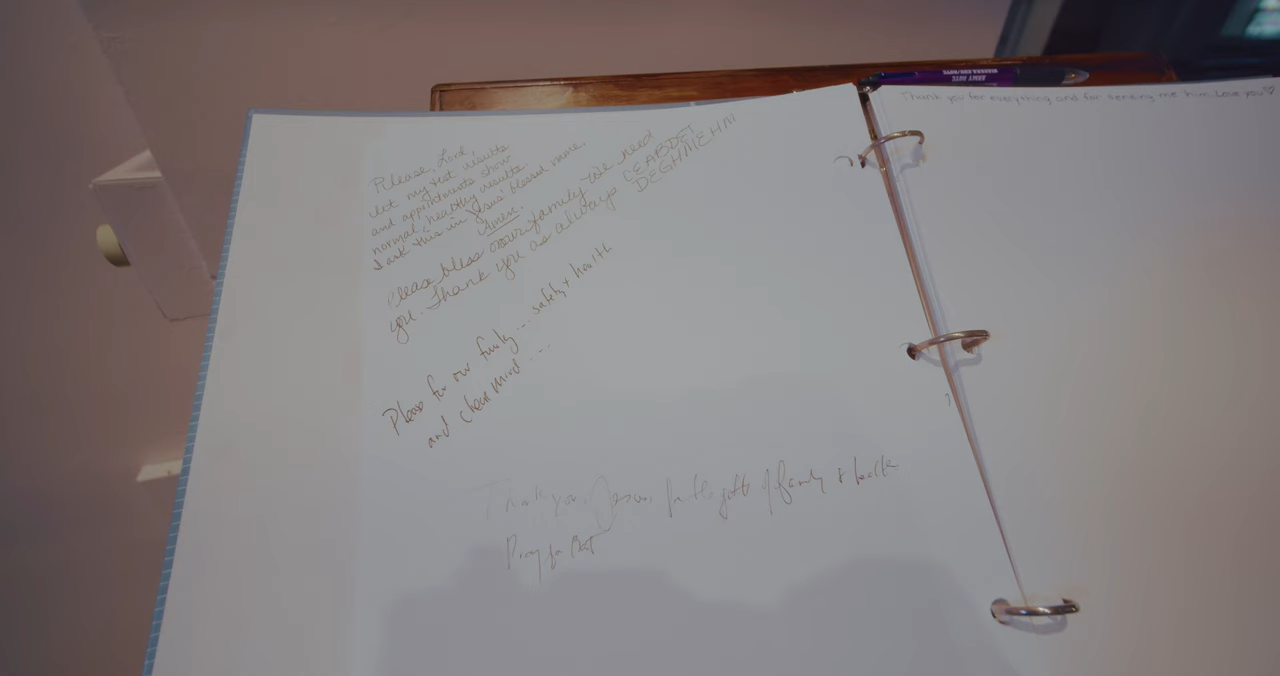 Please, Lord,
let my test results
and appointments show
normal, healthy results.
I ask this in Jesus' blessed name.
Amen.
Please bless our family we need
you. Thank you as always CEABDET
DEGHMEHM
Please for our family... safety & health
and clear mind...
Thank you, Jesus, for the gifts of family & health
Pray for
Thank you for everything and for sending me him. Love you♡